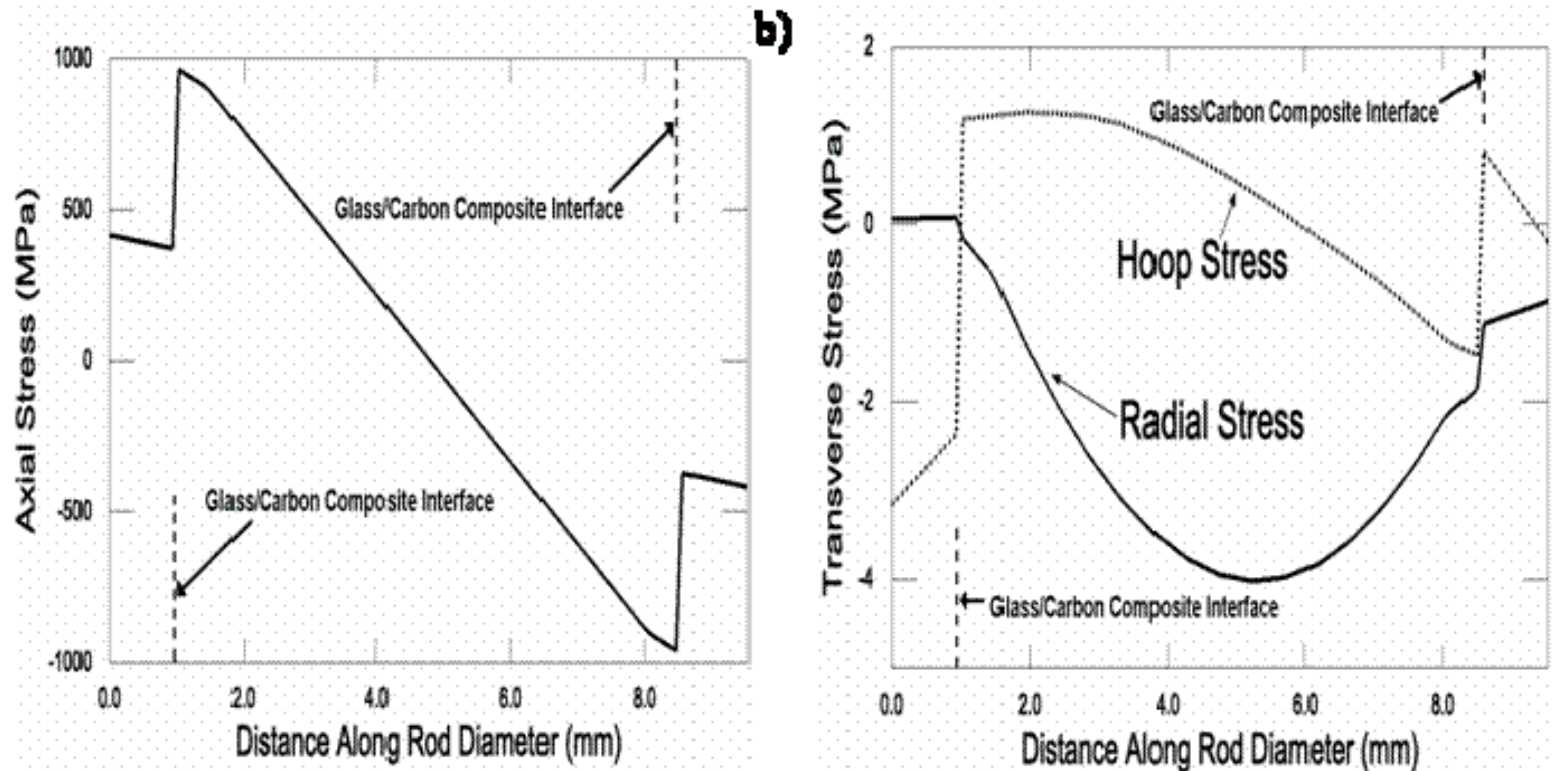 b)
1000
500
0
-500
-1000
Axial Stress (MPa)
Glass/Carbon Composite Interface
Glass/Carbon Composite Interface
0.0 2.0 4.0 6.0 8.0
Distance Along Rod Diameter (mm)
2
0
-2
-4
Transverse Stress (MPa)
Glass/Carbon Composite Interface
Hoop Stress
Radial Stress
Glass/Carbon Composite Interface
0.0 2.0 4.0 6.0 8.0
Distance Along Rod Diameter (mm)